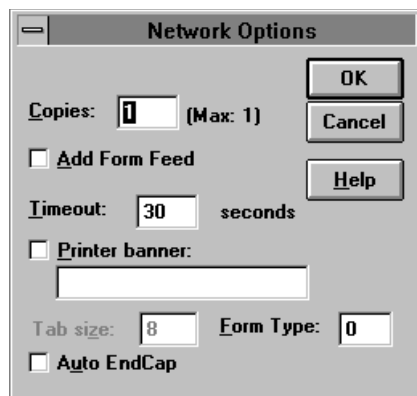 Network Options
OK
Copies: 1 (Max: 1)
Cancel
Add Form Feed
Help
Timeout: 30 seconds
Printer banner:
Tab size: 8 Form Type: 0
Auto EndCap